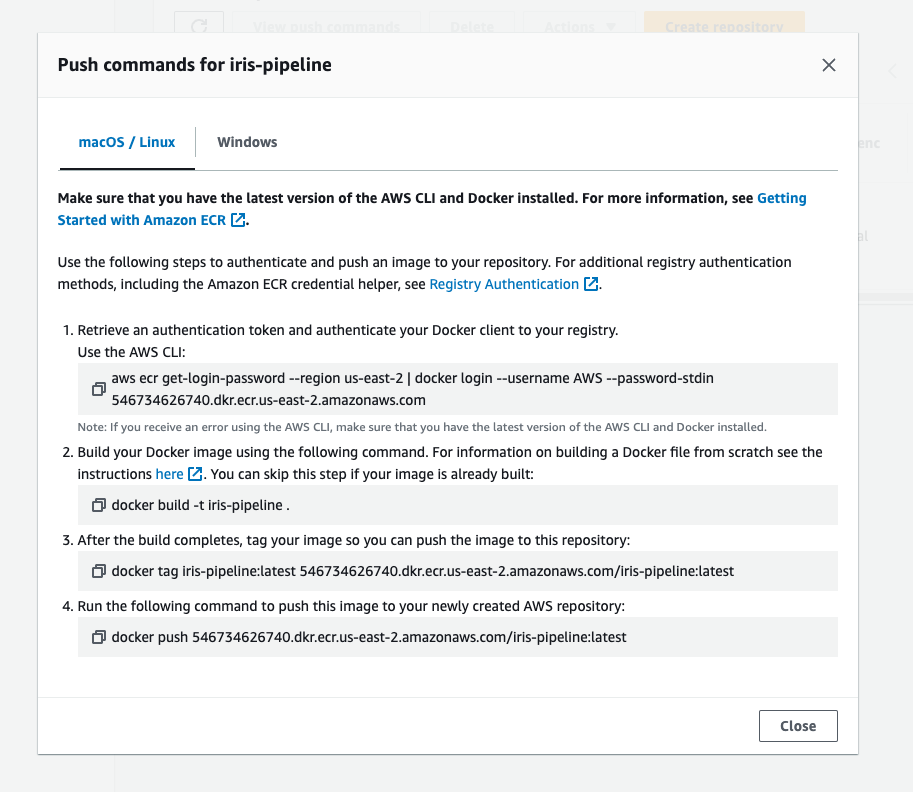 View push commands
Delete
Actions
Create repository
Push commands for iris-pipeline
macOS / Linux
Windows
Make sure that you have the latest version of the AWS CLI and Docker installed. For more information, see Getting
Started with Amazon ECR.
Use the following steps to authenticate and push an image to your repository. For additional registry authentication
methods, including the Amazon ECR credential helper, see Registry Authentication.
1. Retrieve an authentication token and authenticate your Docker client to your registry.
Use the AWS CLI:
aws ecr get-login-password --region us-east-2 | docker login --username AWS --password-stdin
546734626740.dkr.ecr.us-east-2.amazonaws.com
Note: If you receive an error using the AWS CLI, make sure that you have the latest version of the AWS CLI and Docker installed.
2. Build your Docker image using the following command. For information on building a Docker file from scratch see the
instructions here. You can skip this step if your image is already built:
docker build -t iris-pipeline .
3. After the build completes, tag your image so you can push the image to this repository:
docker tag iris-pipeline:latest 546734626740.dkr.ecr.us-east-2.amazonaws.com/iris-pipeline:latest
4. Run the following command to push this image to your newly created AWS repository:
docker push 546734626740.dkr.ecr.us-east-2.amazonaws.com/iris-pipeline:latest
Close